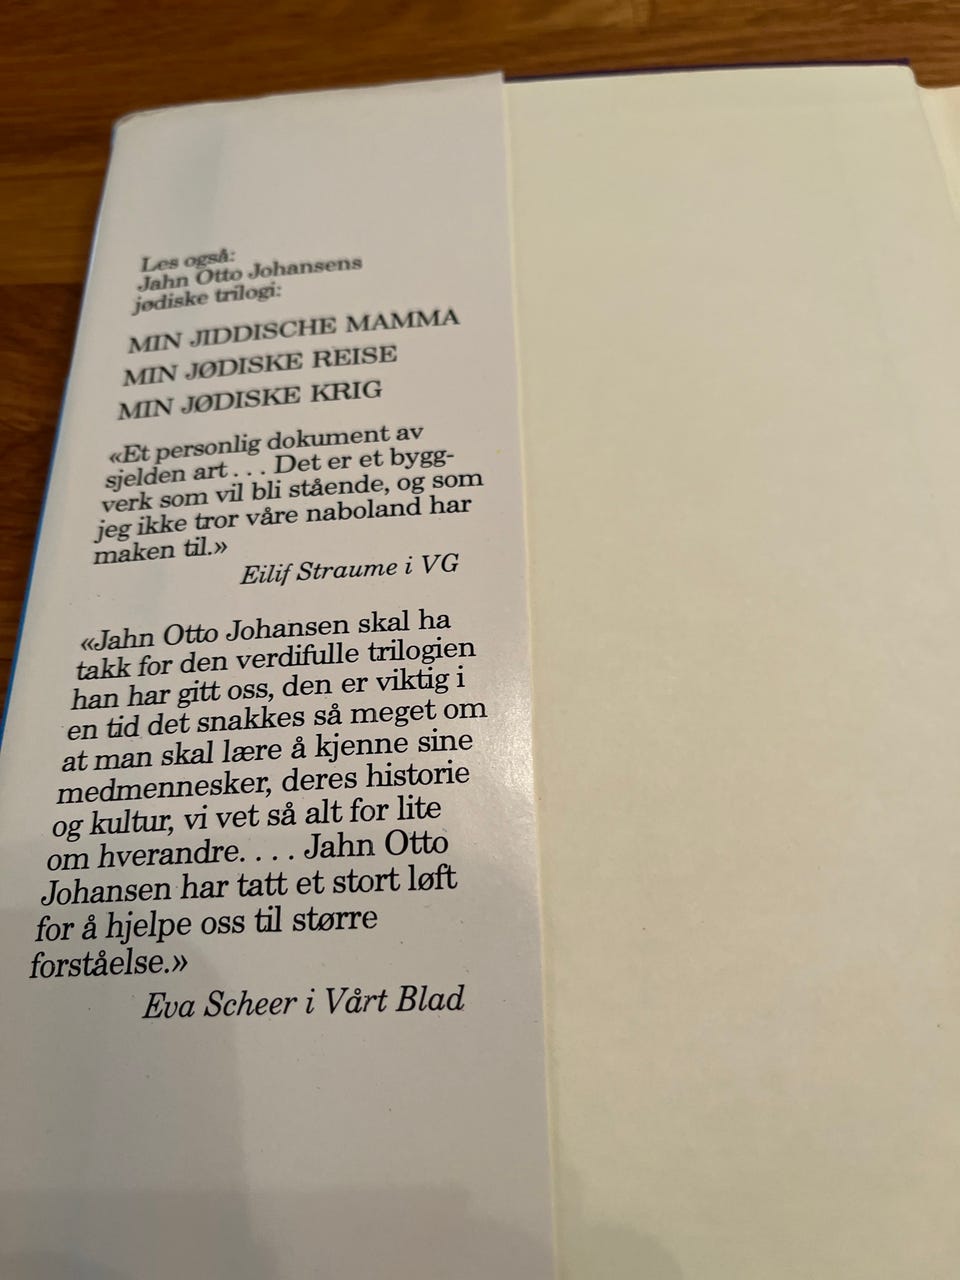 Les også:
Jahn Otto Johansens
jødiske trilogi:
MIN JIDDISCHE MAMMA
MIN JØDISKE REISE
MIN JØDISKE KRIG
«Et personlig dokument av
sjelden art . . . Det er et bygg-
verk som vil bli stående, og som
jeg ikke tror våre naboland har
maken til.»
Eilif Straume i VG
«Jahn Otto Johansen skal ha
takk for den verdifulle trilogien
han har gitt oss, den er viktig i
en tid det snakkes så meget om
at man skal lære å kjenne sine
medmennesker, deres historie
og kultur, vi vet så alt for lite
om hverandre. . . . Jahn Otto
Johansen har tatt et stort løft
for å hjelpe oss til større
forståelse.»
Eva Scheer i Vårt Blad